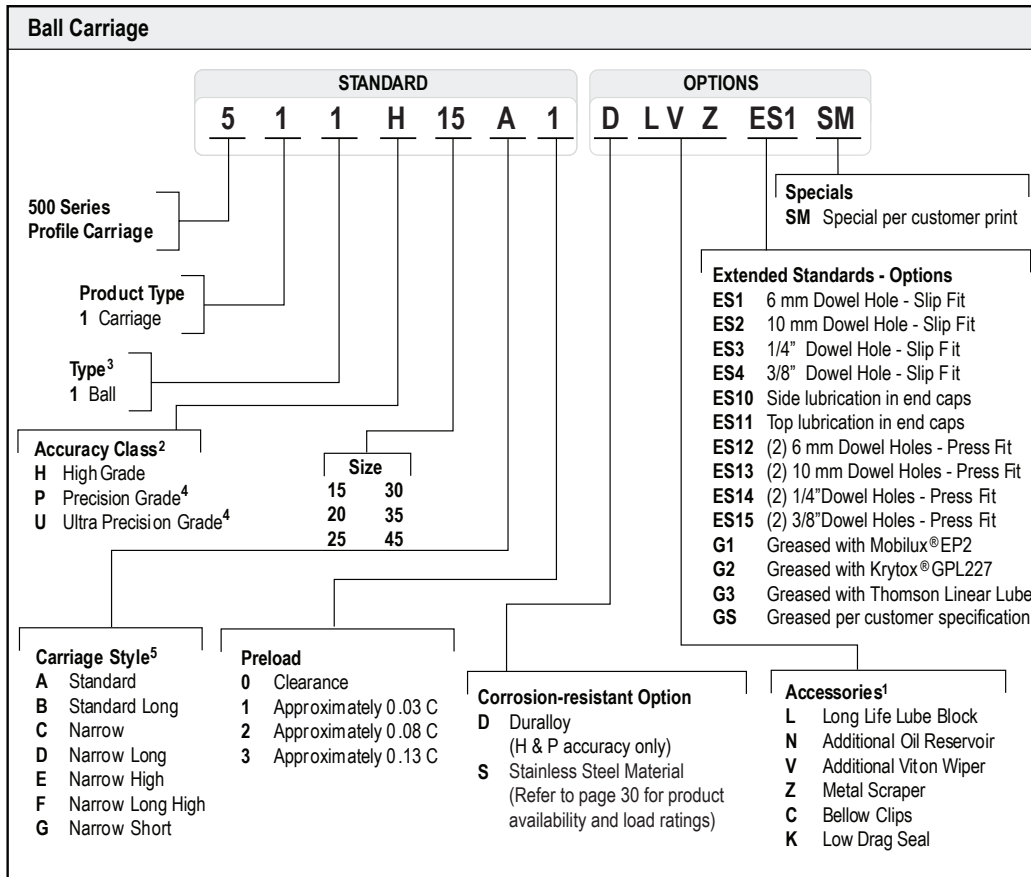 Ball Carriage
STANDARD
OPTIONS
5 1 1 H 15 A 1 D L V Z ES1 SM
500 Series
Profile Carriage
Product Type
1 Carriage
Type3
1 Ball
Accuracy Class2
H High Grade
P Precision Grade4
U Ultra Precision Grade4
Size
15 30
20 35
25 45
Carriage Style5
A Standard
B Standard Long
C Narrow
D Narrow Long
E Narrow High
F Narrow Long High
G Narrow Short
Preload
0 Clearance
1 Approximately 0.03 C
2 Approximately 0.08 C
3 Approximately 0.13 C
Corrosion-resistant Option
D Duralloy
(H & P accuracy only)
S Stainless Steel Material
(Refer to page 30 for product
availability and load ratings)
Specials
SM Special per customer print
Extended Standards - Options
ES1 6 mm Dowel Hole - Slip Fit
ES2 10 mm Dowel Hole - Slip Fit
ES3 1/4” Dowel Hole - Slip Fit
ES4 3/8” Dowel Hole - Slip Fit
ES10 Side lubrication in end caps
ES11 Top lubrication in end caps
ES12 (2) 6 mm Dowel Holes - Press Fit
ES13 (2) 10 mm Dowel Holes - Press Fit
ES14 (2) 1/4”Dowel Holes - Press Fit
ES15 (2) 3/8”Dowel Holes - Press Fit
G1 Greased with Mobilux® EP2
G2 Greased with Krytox® GPL227
G3 Greased with Thomson Linear Lube
GS Greased per customer specification
Accessories1
L Long Life Lube Block
N Additional Oil Reservoir
V Additional Viton Wiper
Z Metal Scraper
C Bellow Clips
K Low Drag Seal